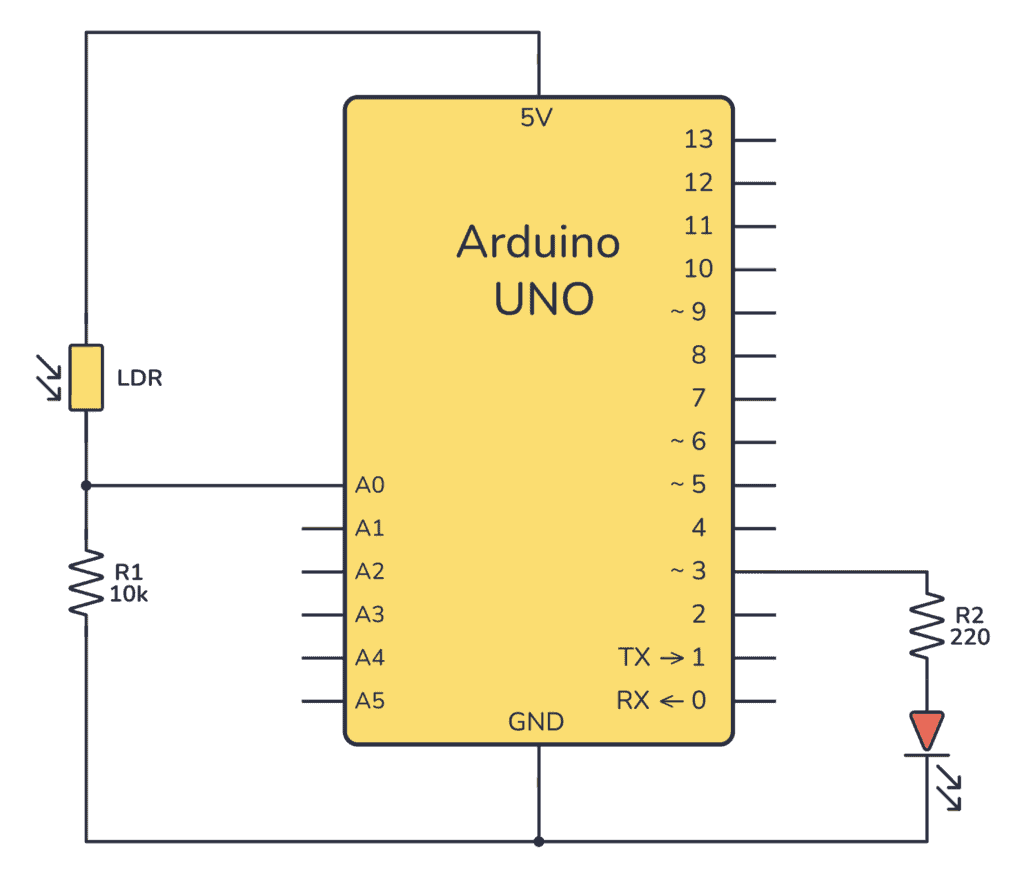 5V
13
12
11
Arduino
UNO
10
~ 9
8
LDR
7
~ 6
A0
~ 5
A1
4
R1
10k
A2
~ 3
A3
2
R2
220
A4
TX → 1
A5
RX ← 0
GND